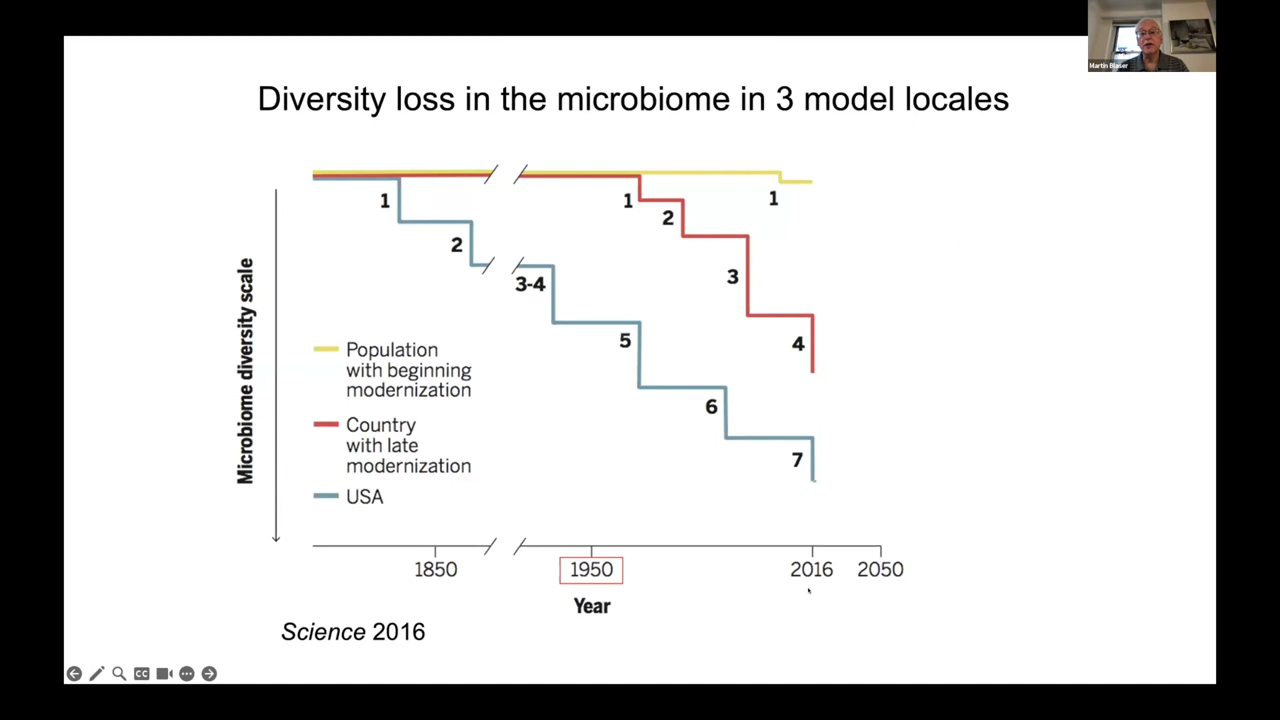 Martin Blaser
Diversity loss in the microbiome in 3 model locales
1
1
1
2
2
3-4
3
5
4
6
7
Microbiome diversity scale
Population
with beginning
modernization
Country
with late
modernization
USA
1850
1950
2016
2050
Year
Science 2016
CC